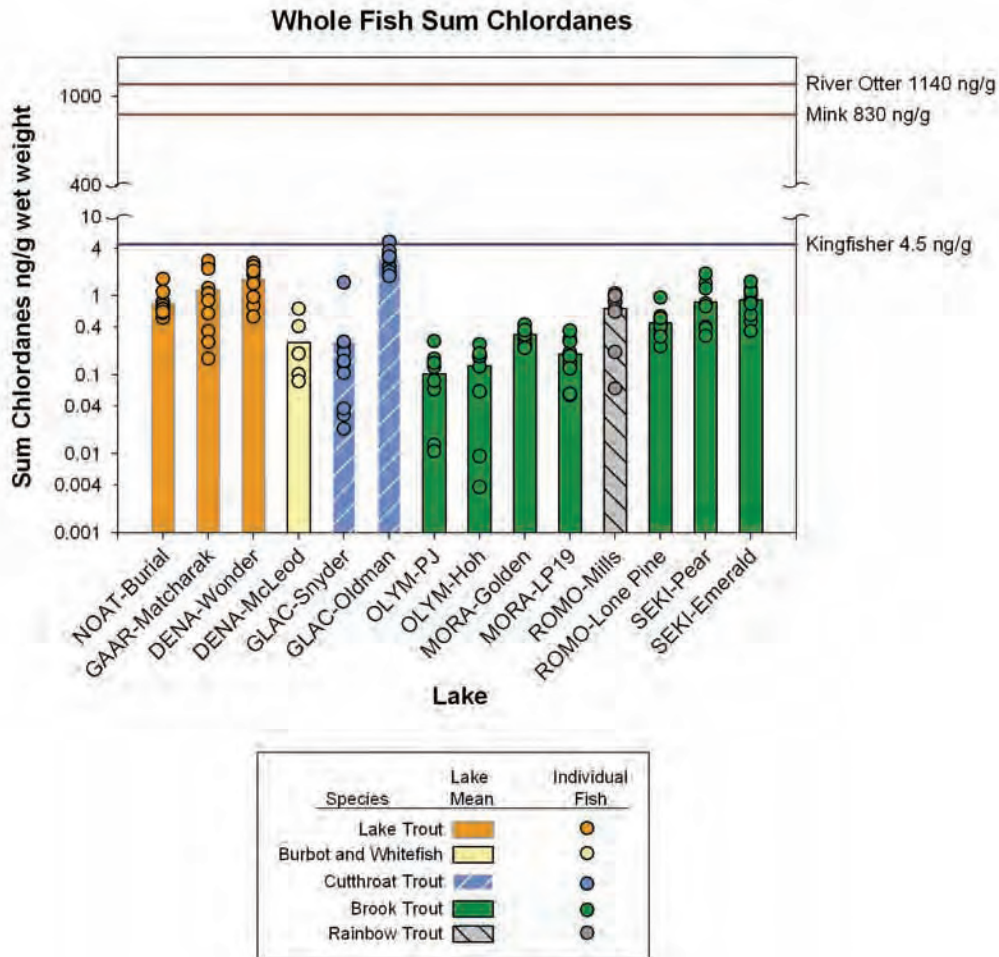 Whole Fish Sum Chlordanes
Sum Chlordanes ng/g wet weight
1000
400
10
4
1
0.4
0.1
0.04
0.01
0.004
0.001
River Otter 1140 ng/g
Mink 830 ng/g
Kingfisher 4.5 ng/g
NOAT-Burial
GAAR-Matcharak
DENA-Wonder
DENA-McLeod
GLAC-Snyder
GLAC-Oldman
OLYM-PJ
OLYM-Hoh
MORA-Golden
MORA-LP19
ROMO-Mills
ROMO-Lone Pine
SEKI-Pear
SEKI-Emerald
Lake
Lake Individual
Species Mean Fish
Lake Trout
Burbot and Whitefish
Cutthroat Trout
Brook Trout
Rainbow Trout